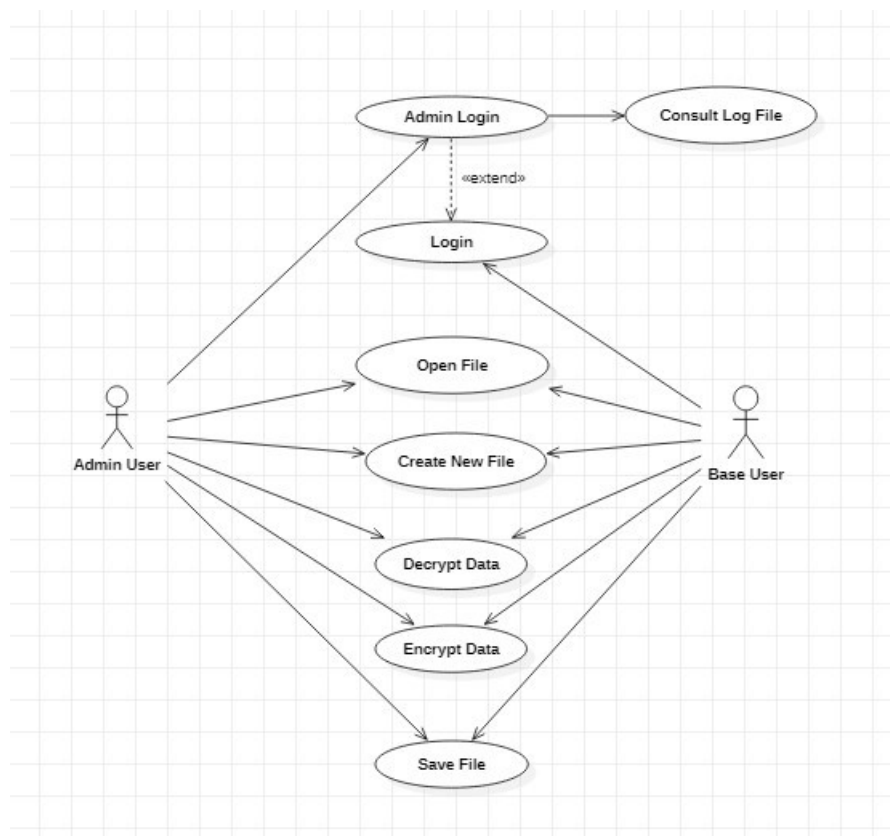 Admin Login
Consult Log File
«extend»
Login
Open File
Admin User
Create New File
Base User
Decrypt Data
Encrypt Data
Save File